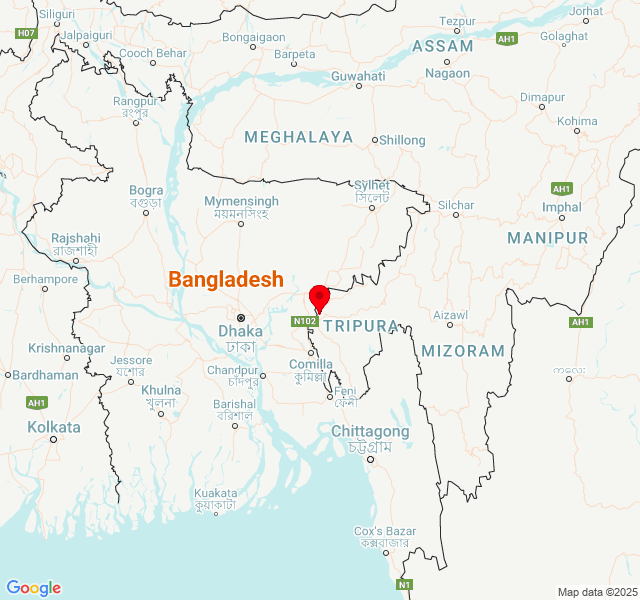 Siliguri
Jorhat
H07
Jalpaiguri
Bongaigaon
Tezpur
ASSAM
AH1
Golaghat
Cooch Behar
Barpeta
Nagaon
Guwahati
Rangpur
রংপুর
Dimapur
MEGHALAYA
Shillong
Kohima
Bogra
বগুড়া
Mymensingh
ময়মনসিংহ
Sylhet
সিলেট
AH1
Silchar
Imphal
Rajshahi
রাজশাহী
MANIPUR
Berhampore
Bangladesh
N102
TRIPURA
Dhaka
ঢাকা
Aizawl
AH1
Krishnanagar
MIZORAM
Jessore
যশোর
Comilla
কুমিল্লা
Bardhaman
Chandpur
চাঁদপুর
Khulna
খুলনা
Feni
ফেনী
AH1
Barishal
বরিশাল
Kolkata
Chittagong
চট্টগ্রাম
Kuakata
কুয়াকাটা
Cox's Bazar
কক্সবাজার
N1
Google
Map data ©2025